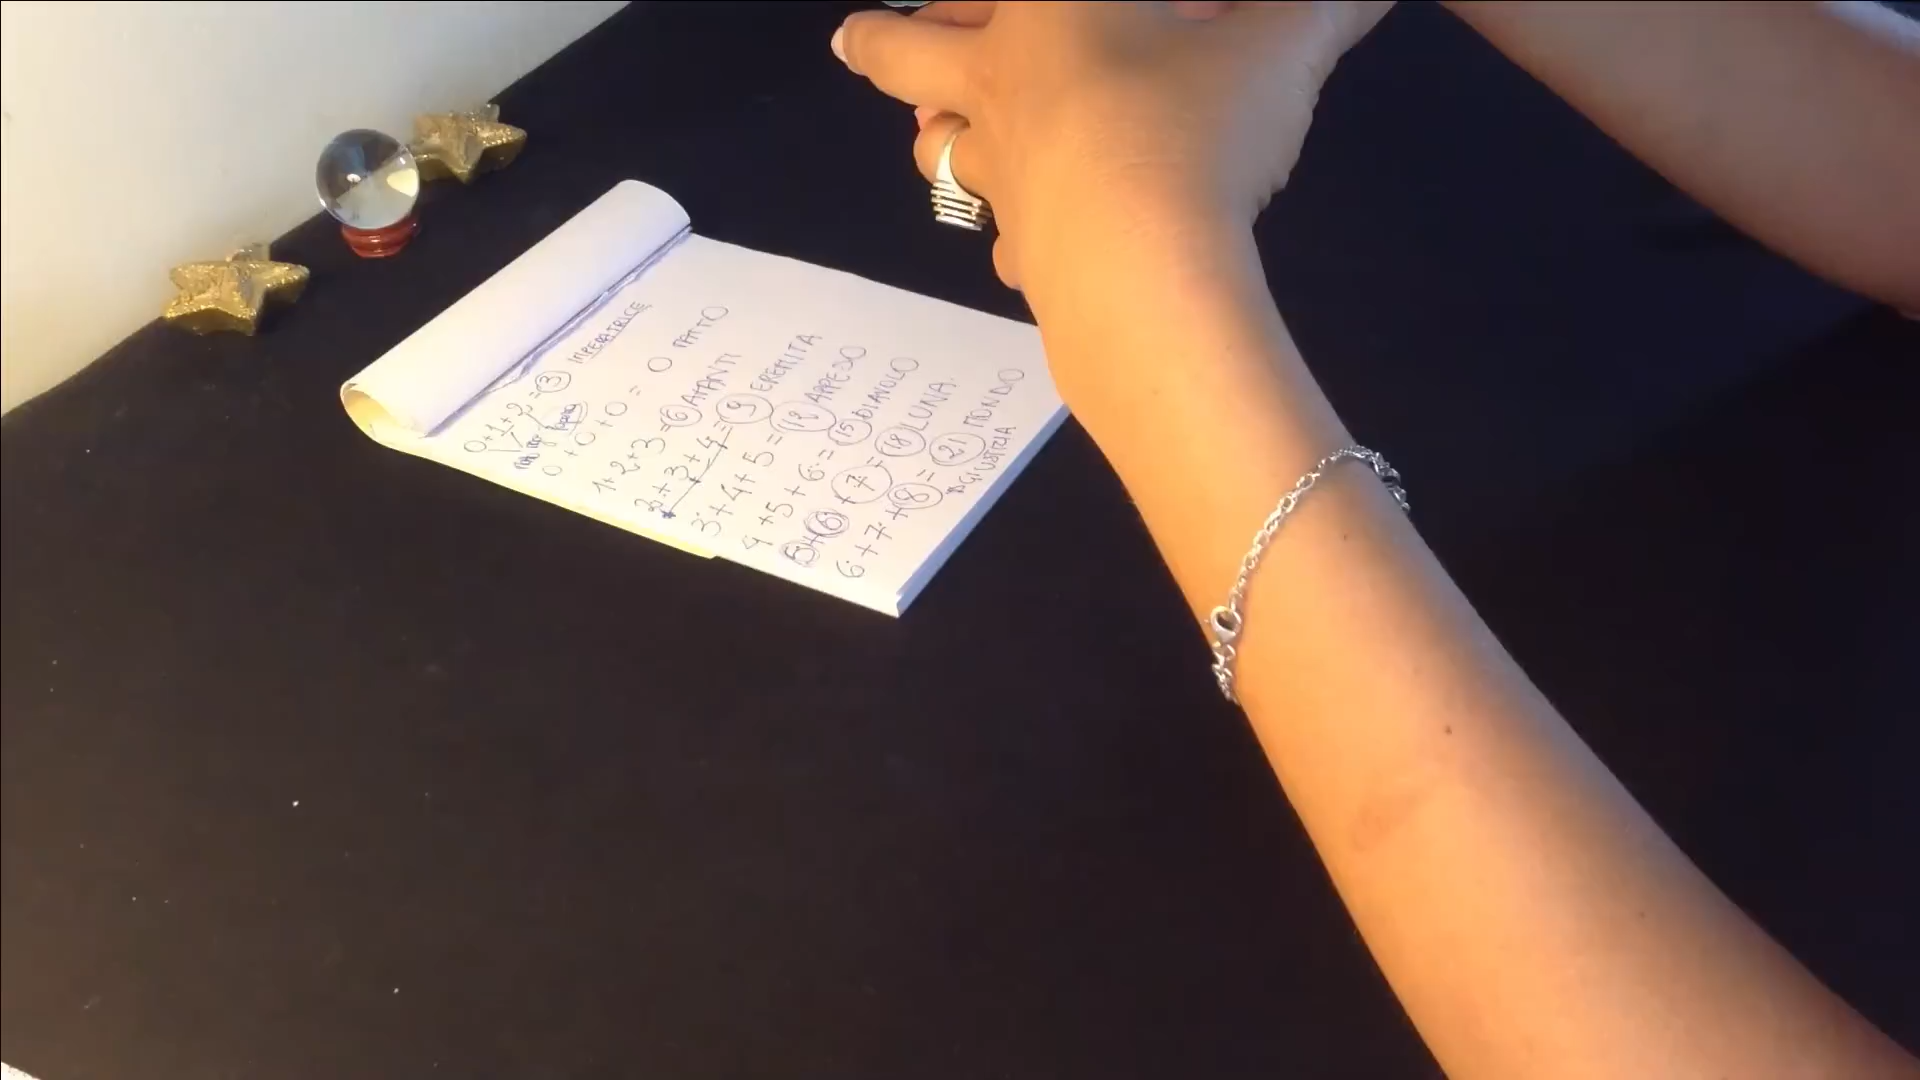 0+1+2=3 IMPERATRICE
0+0+0= 0 MATTO
1+2+3=6 AMANTI
2+3+4=9 EREMITA
3+4+5=12 APPESO
4+5+6=15 DIAVOLO
5+6+7=18 LUNA.
6+7+8=21 MONDO
GIUSTIZIA